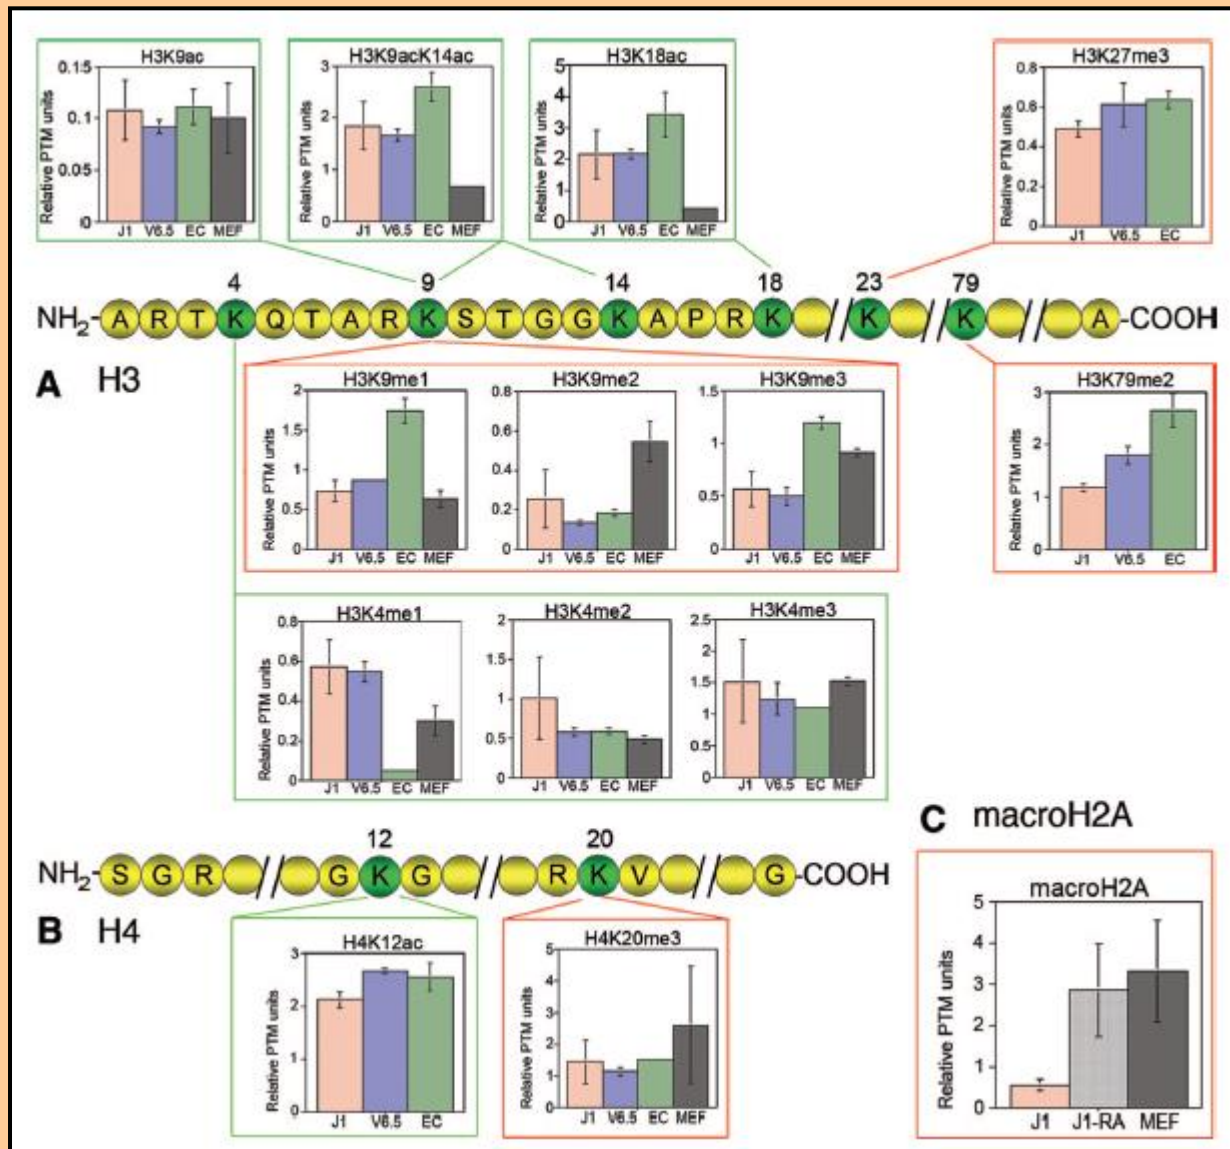 H3K9ac
Relative PTM units
0.15
0.1
0.05
0
J1 V6.5 EC MEF
H3K9acK14ac
Relative PTM units
3
2
1
0
J1 V6.5 EC MEF
H3K18ac
Relative PTM units
5
4
3
2
1
0
J1 V6.5 EC MEF
H3K27me3
Relative PTM units
0.8
0.6
0.4
0.2
0
J1 V6.5 EC
4 9 14 18 23 79
NH2-A R T K Q T A R K S T G G K A P R K // K // K // A-COOH
A H3
H3K9me1
Relative PTM units
2
1.5
1
0.5
0
J1 V6.5 EC MEF
H3K9me2
0.8
0.6
0.4
0.2
0
J1 V6.5 EC MEF
H3K9me3
1.5
1
0.5
0
J1 V6.5 EC MEF
H3K79me2
Relative PTM units
3
2
1
0
J1 V6.5 EC
H3K4me1
Relative PTM units
0.8
0.6
0.4
0.2
0
J1 V6.5 EC MEF
H3K4me2
2
1.5
1
0.5
0
J1 V6.5 EC MEF
H3K4me3
2.5
2
1.5
1
0.5
0
J1 V6.5 EC MEF
12 20
NH2-S G R // G K G // R K V // G-COOH
B H4
H4K12ac
Relative PTM units
3
2
1
0
J1 V6.5 EC
H4K20me3
Relative PTM units
5
4
3
2
1
0
J1 V6.5 EC MEF
C macroH2A
macroH2A
Relative PTM units
5
4
3
2
1
0
J1 J1-RA MEF